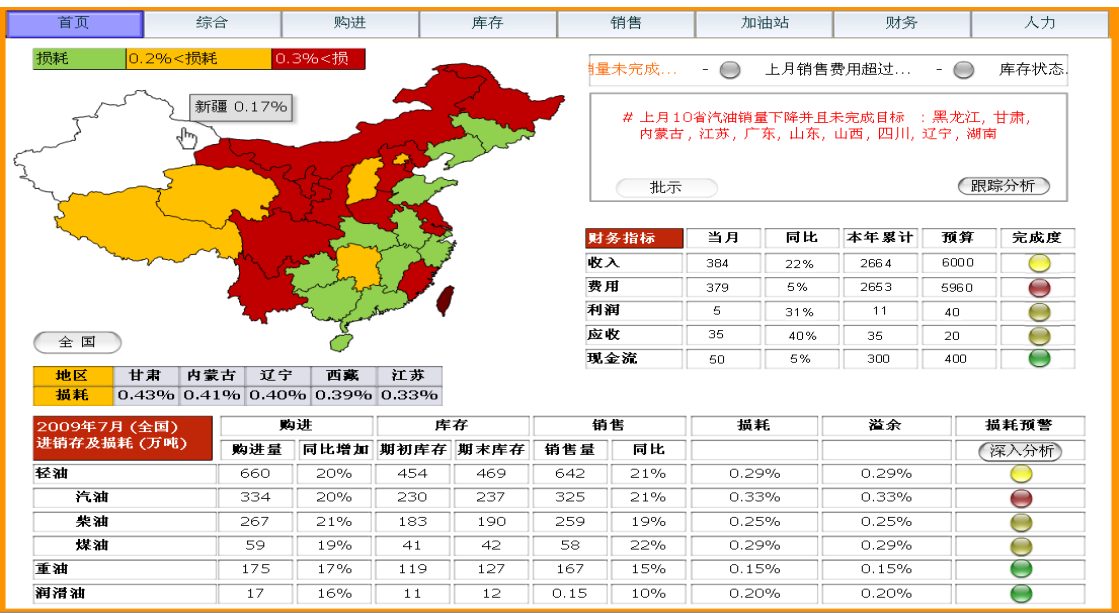 首页 综合 购进 库存 销售 加油站 财务 人力
损耗 0.2%<损耗 0.3%<损
量未完成... - 上月销售费用超过... - 库存状态.
新疆 0.17%
# 上月10省汽油销量下降并且未完成目标 : 黑龙江, 甘肃,
内蒙古, 江苏, 广东, 山东, 山西, 四川, 辽宁, 湖南
批示 跟踪分析
财务指标 当月 同比 本年累计 预算 完成度
收入 384 22% 2664 6000
费用 379 5% 2653 5960
利润 5 31% 11 40
应收 35 40% 35 20
现金流 50 5% 300 400
全国
地区 甘肃 内蒙古 辽宁 西藏 江苏
损耗 0.43% 0.41% 0.40% 0.39% 0.33%
2009年7月 (全国) 购进 库存 销售 损耗 溢余 损耗预警
进销存及损耗 (万吨) 购进量 同比增加 期初库存 期末库存 销售量 同比 深入分析
轻油 660 20% 454 469 642 21% 0.29% 0.29%
汽油 334 20% 230 237 325 21% 0.33% 0.33%
柴油 267 21% 183 190 259 19% 0.25% 0.25%
煤油 59 19% 41 42 58 22% 0.29% 0.29%
重油 175 17% 119 127 167 15% 0.15% 0.15%
润滑油 17 16% 11 12 0.15 10% 0.20% 0.20%